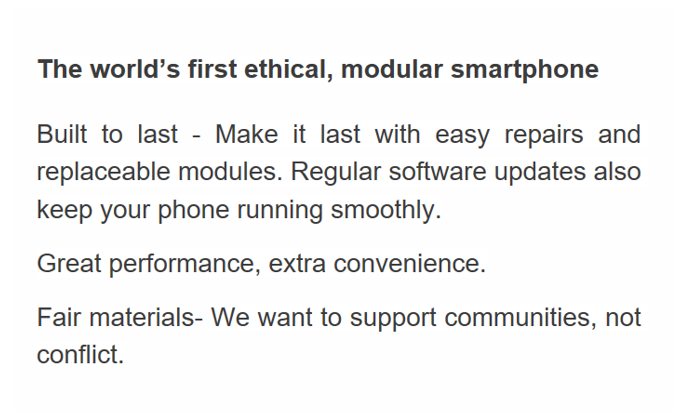 The world’s first ethical, modular smartphone
Built to last - Make it last with easy repairs and
replaceable modules. Regular software updates also
keep your phone running smoothly.
Great performance, extra convenience.
Fair materials- We want to support communities, not
conflict.